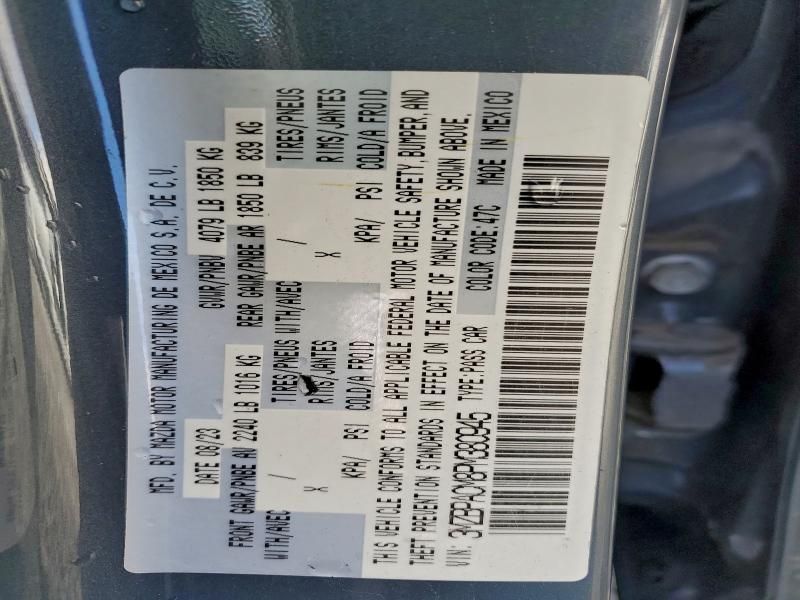 MFD. BY MAZDA MOTOR MANUFACTURING DE MEXICO S.A. DE C.V.
DATE 08/23 GVWR/PNBV 4079 LB 1850 KG
FRONT GAWR/PNBE AV 2240 LB 1016 KG REAR GAWR/PNBE AR 1850 LB 839 KG
WITH/AVEC TIRES/PNEUS WITH/AVEC TIRES/PNEUS
/ RIMS/JANTES / RIMS/JANTES
X X
KPA/ PSI COLD/A FROID KPA/ PSI COLD/A FROID
THIS VEHICLE CONFORMS TO ALL APPLICABLE FEDERAL MOTOR VEHICLE SAFETY, BUMPER, AND
THEFT PREVENTION STANDARDS IN EFFECT ON THE DATE OF MANUFACTURE SHOWN ABOVE.
VIN: TYPE:PASS CAR COLOR CODE:47C MADE IN MEXICO